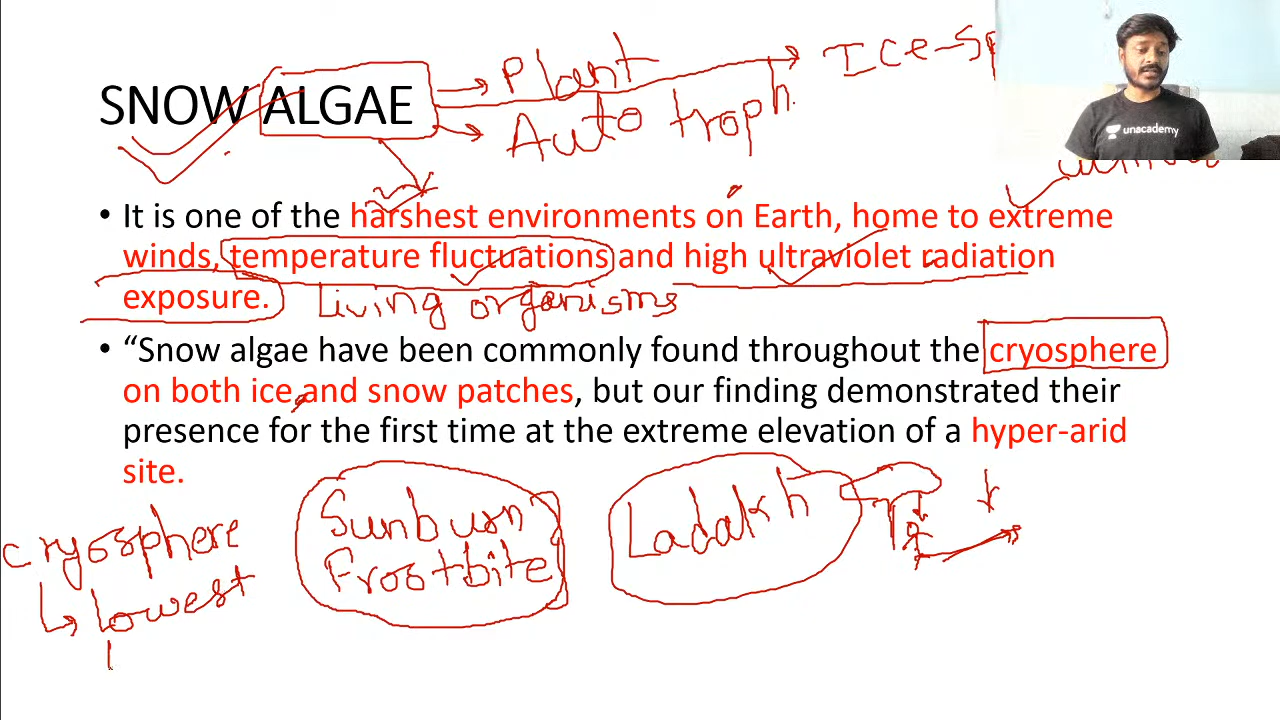 Plant
ICe-Sp
SNOW ALGAE
Auto troph.
unacademy
• It is one of the harshest environments on Earth, home to extreme
winds, temperature fluctuations and high ultraviolet radiation
exposure.
Living organisms
• “Snow algae have been commonly found throughout the cryosphere
on both ice and snow patches, but our finding demonstrated their
presence for the first time at the extreme elevation of a hyper-arid
site.
Sunburn
Ladakh
cryosphere
Frostbite
lowest